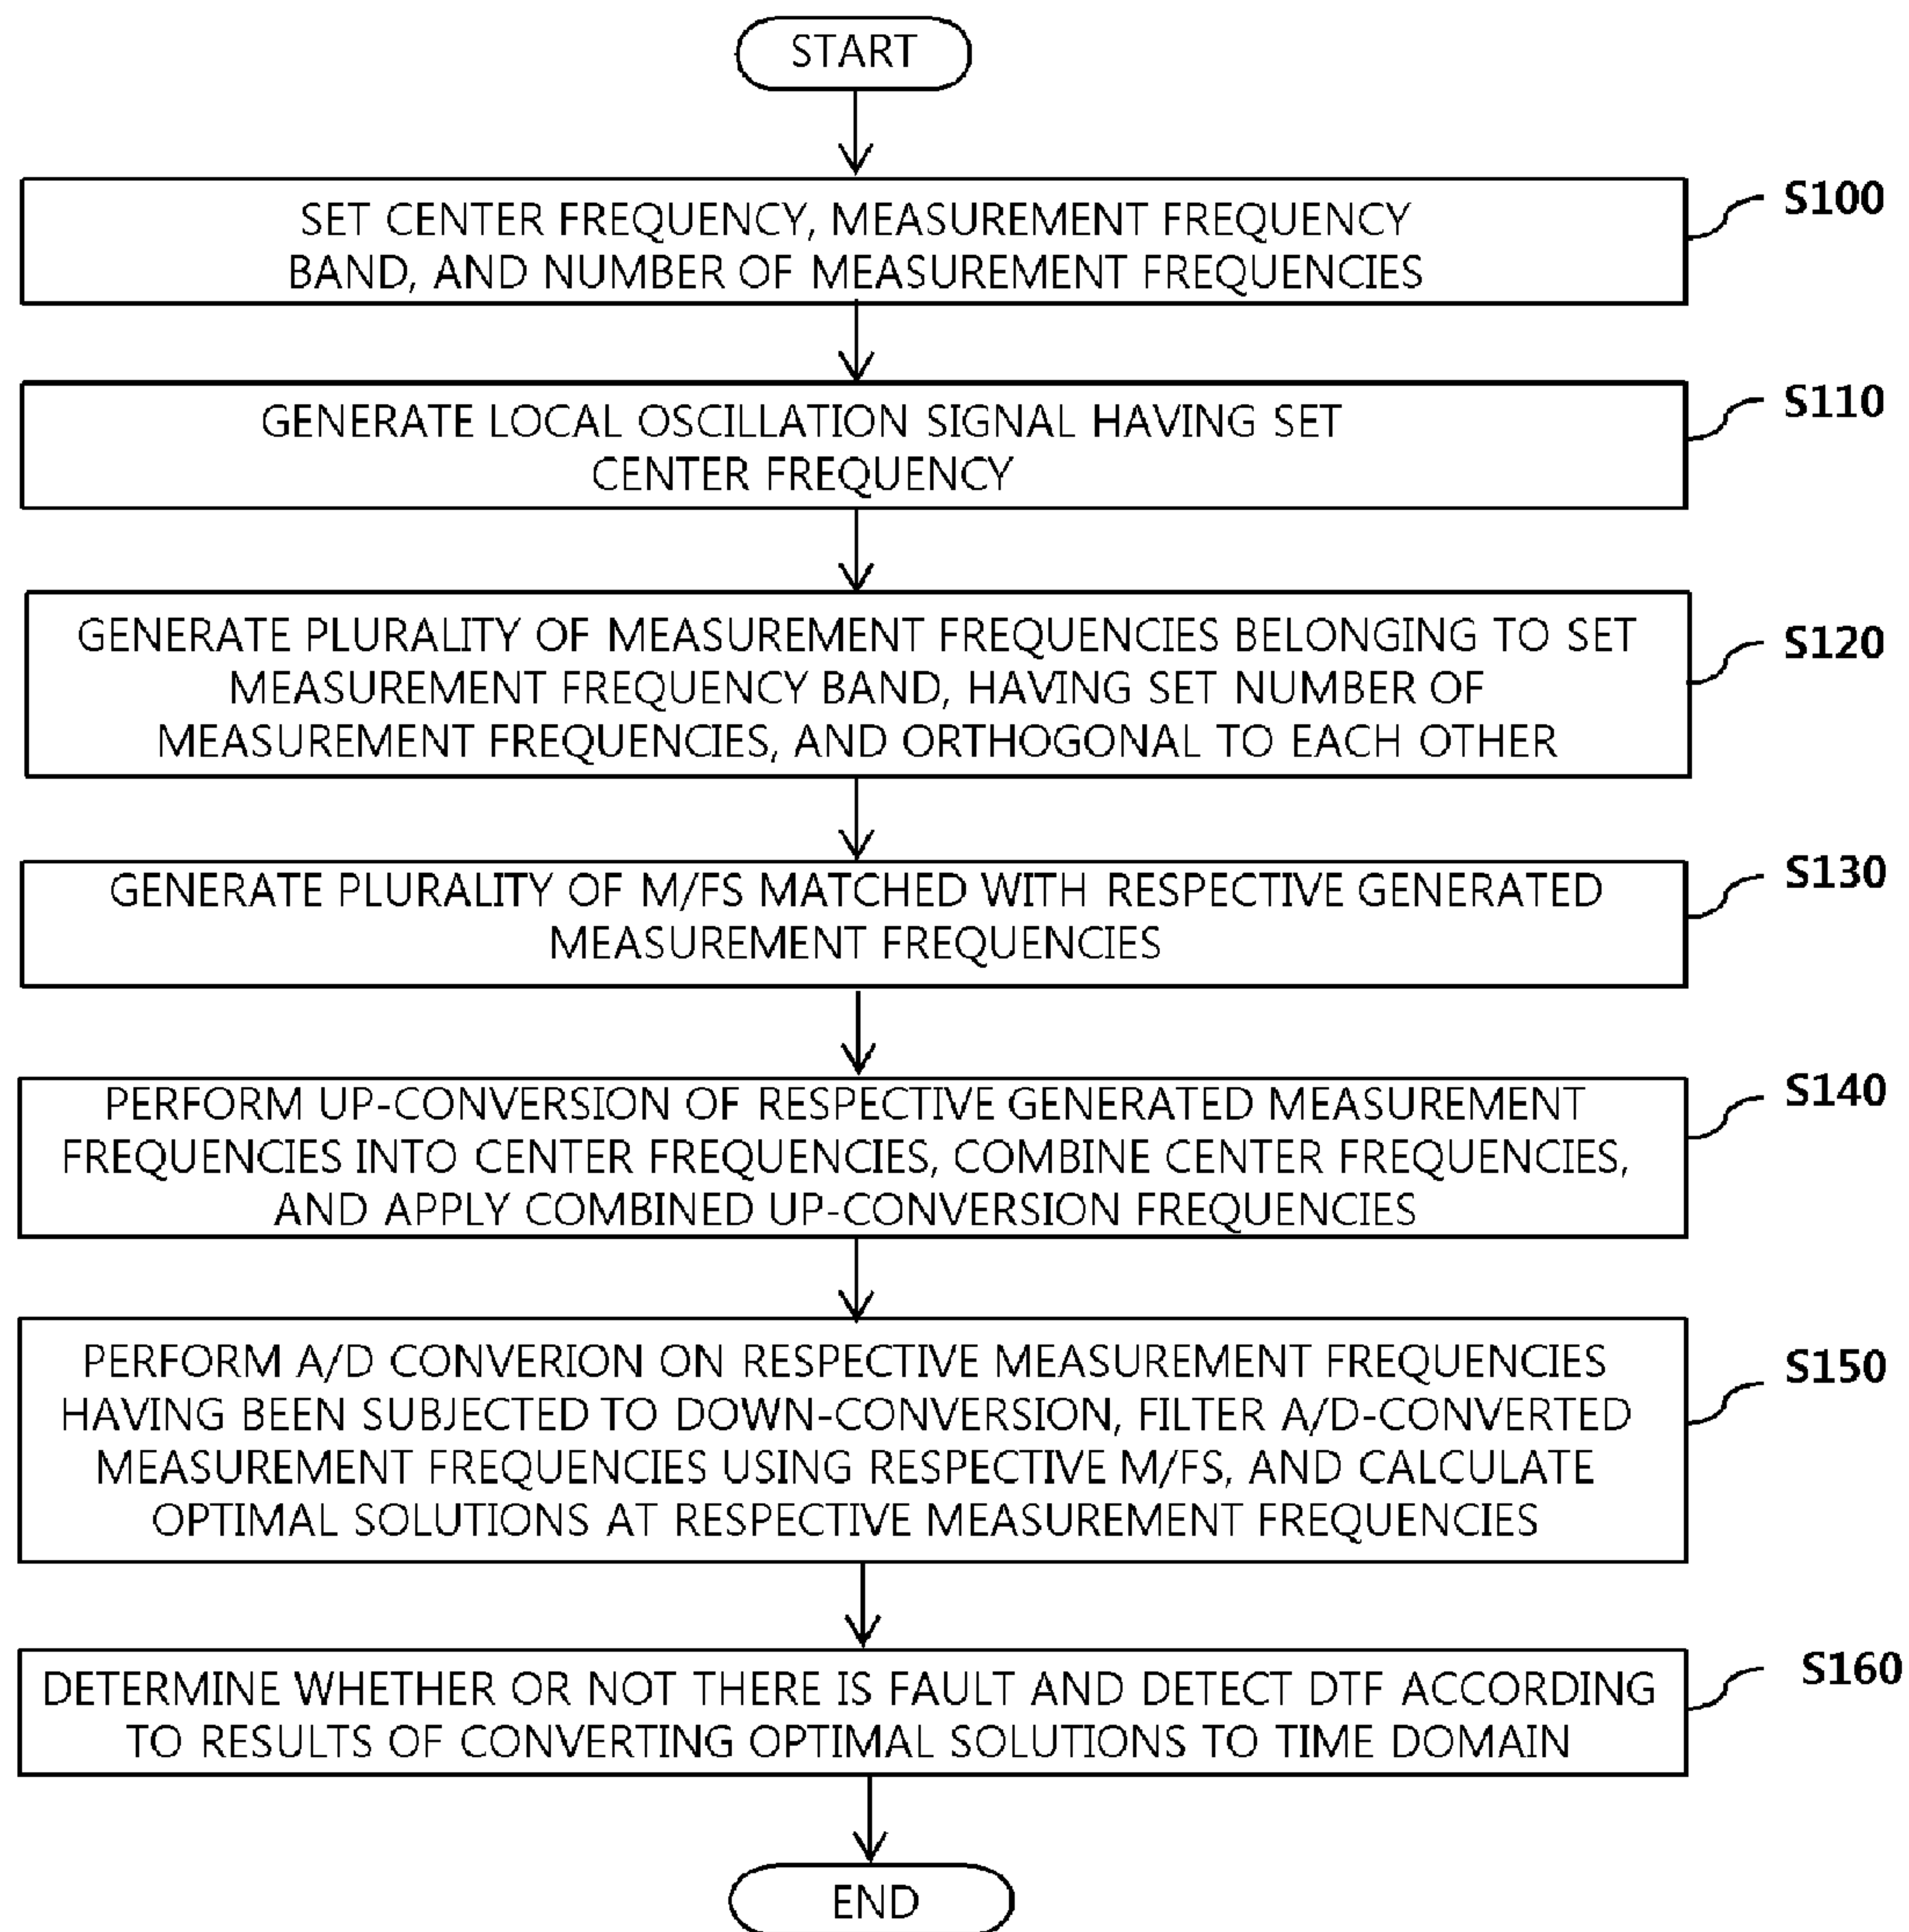 START
SET CENTER FREQUENCY, MEASUREMENT FREQUENCY
BAND, AND NUMBER OF MEASUREMENT FREQUENCIES
S100
GENERATE LOCAL OSCILLATION SIGNAL HAVING SET
CENTER FREQUENCY
S110
GENERATE PLURALITY OF MEASUREMENT FREQUENCIES BELONGING TO SET
MEASUREMENT FREQUENCY BAND, HAVING SET NUMBER OF
MEASUREMENT FREQUENCIES, AND ORTHOGONAL TO EACH OTHER
S120
GENERATE PLURALITY OF M/FS MATCHED WITH RESPECTIVE GENERATED
MEASUREMENT FREQUENCIES
S130
PERFORM UP-CONVERSION OF RESPECTIVE GENERATED MEASUREMENT
FREQUENCIES INTO CENTER FREQUENCIES, COMBINE CENTER FREQUENCIES,
AND APPLY COMBINED UP-CONVERSION FREQUENCIES
S140
PERFORM A/D CONVERION ON RESPECTIVE MEASUREMENT FREQUENCIES
HAVING BEEN SUBJECTED TO DOWN-CONVERSION, FILTER A/D-CONVERTED
MEASUREMENT FREQUENCIES USING RESPECTIVE M/FS, AND CALCULATE
OPTIMAL SOLUTIONS AT RESPECTIVE MEASUREMENT FREQUENCIES
S150
DETERMINE WHETHER OR NOT THERE IS FAULT AND DETECT DTF ACCORDING
TO RESULTS OF CONVERTING OPTIMAL SOLUTIONS TO TIME DOMAIN
S160
END